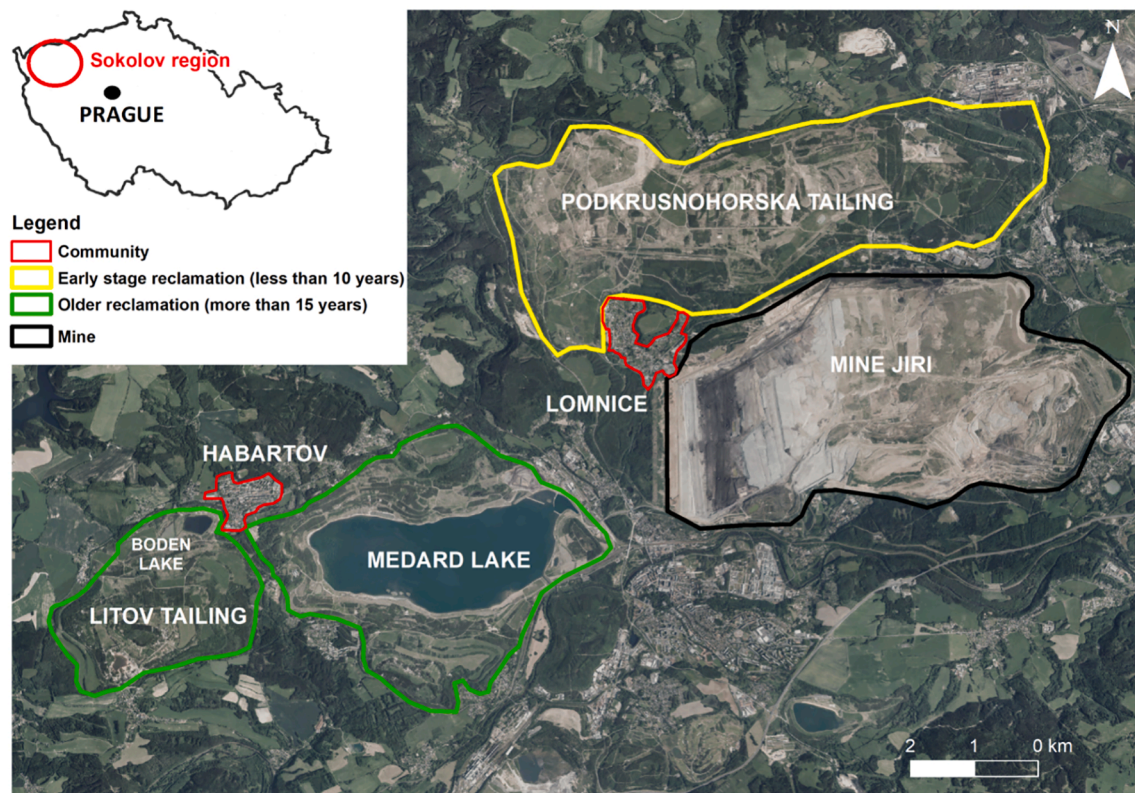 Sokolov region
PRAGUE
Legend
Community
Early stage reclamation (less than 10 years)
Older reclamation (more than 15 years)
Mine
N
PODKRUSNOHORSKA TAILING
MINE JIRI
LOMNICE
HABARTOV
BODEN
LAKE
MEDARD LAKE
LITOV TAILING
2 1 0 km